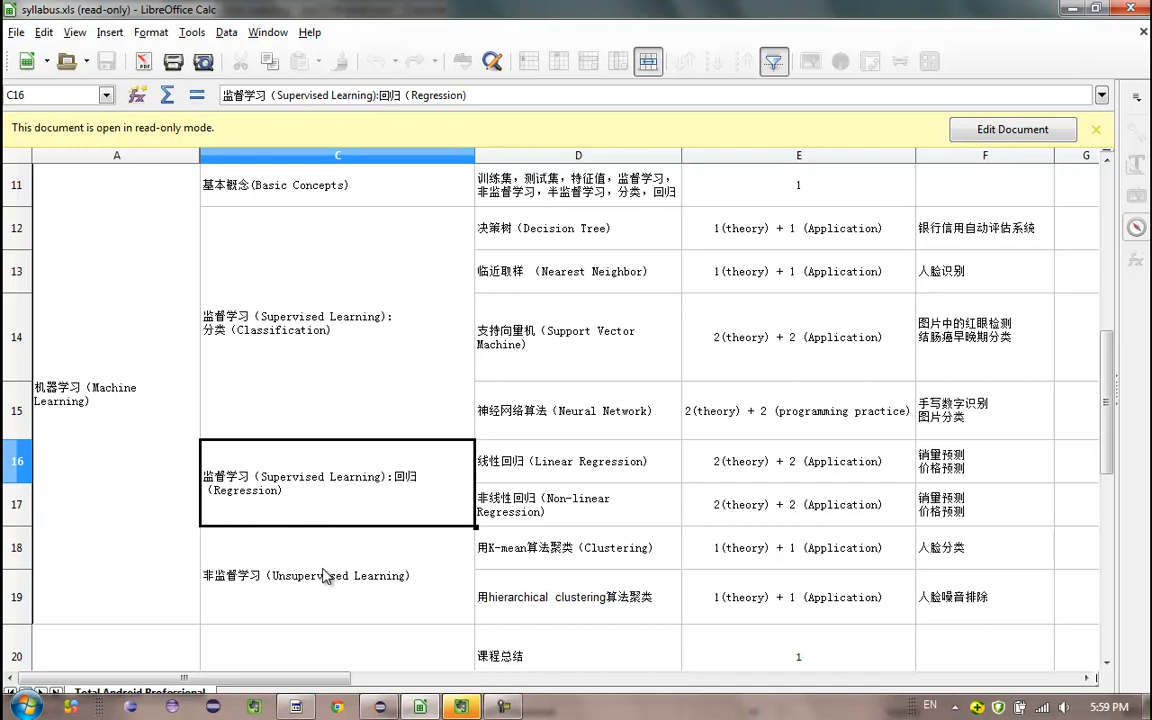 syllabus.xls (read-only) - LibreOffice Calc
File Edit View Insert Format Tools Data Window Help
C16
监督学习（Supervised Learning):回归（Regression)
This document is open in read-only mode.
Edit Document
A C D E F G
11
基本概念(Basic Concepts)
训练集，测试集，特征值，监督学习，
非监督学习，半监督学习，分类，回归
1
12
决策树（Decision Tree)
1(theory) + 1 (Application)
银行信用自动评估系统
13
临近取样 （Nearest Neighbor)
1(theory) + 1 (Application)
人脸识别
监督学习（Supervised Learning):
分类（Classification)
14
支持向量机（Support Vector
Machine)
2(theory) + 2 (Application)
图片中的红眼检测
结肠癌早晚期分类
机器学习（Machine
Learning)
15
神经网络算法（Neural Network)
2(theory) + 2 (programming practice)
手写数字识别
图片分类
16
监督学习（Supervised Learning):回归
（Regression)
线性回归（Linear Regression)
2(theory) + 2 (Application)
销量预测
价格预测
17
非线性回归（Non-linear
Regression)
2(theory) + 2 (Application)
销量预测
价格预测
18
用K-mean算法聚类（Clustering)
1(theory) + 1 (Application)
人脸分类
非监督学习（Unsupervised Learning)
19
用hierarchical clustering算法聚类
1(theory) + 1 (Application)
人脸噪音排除
20
课程总结
1
Total Android Professional
EN
5:59 PM